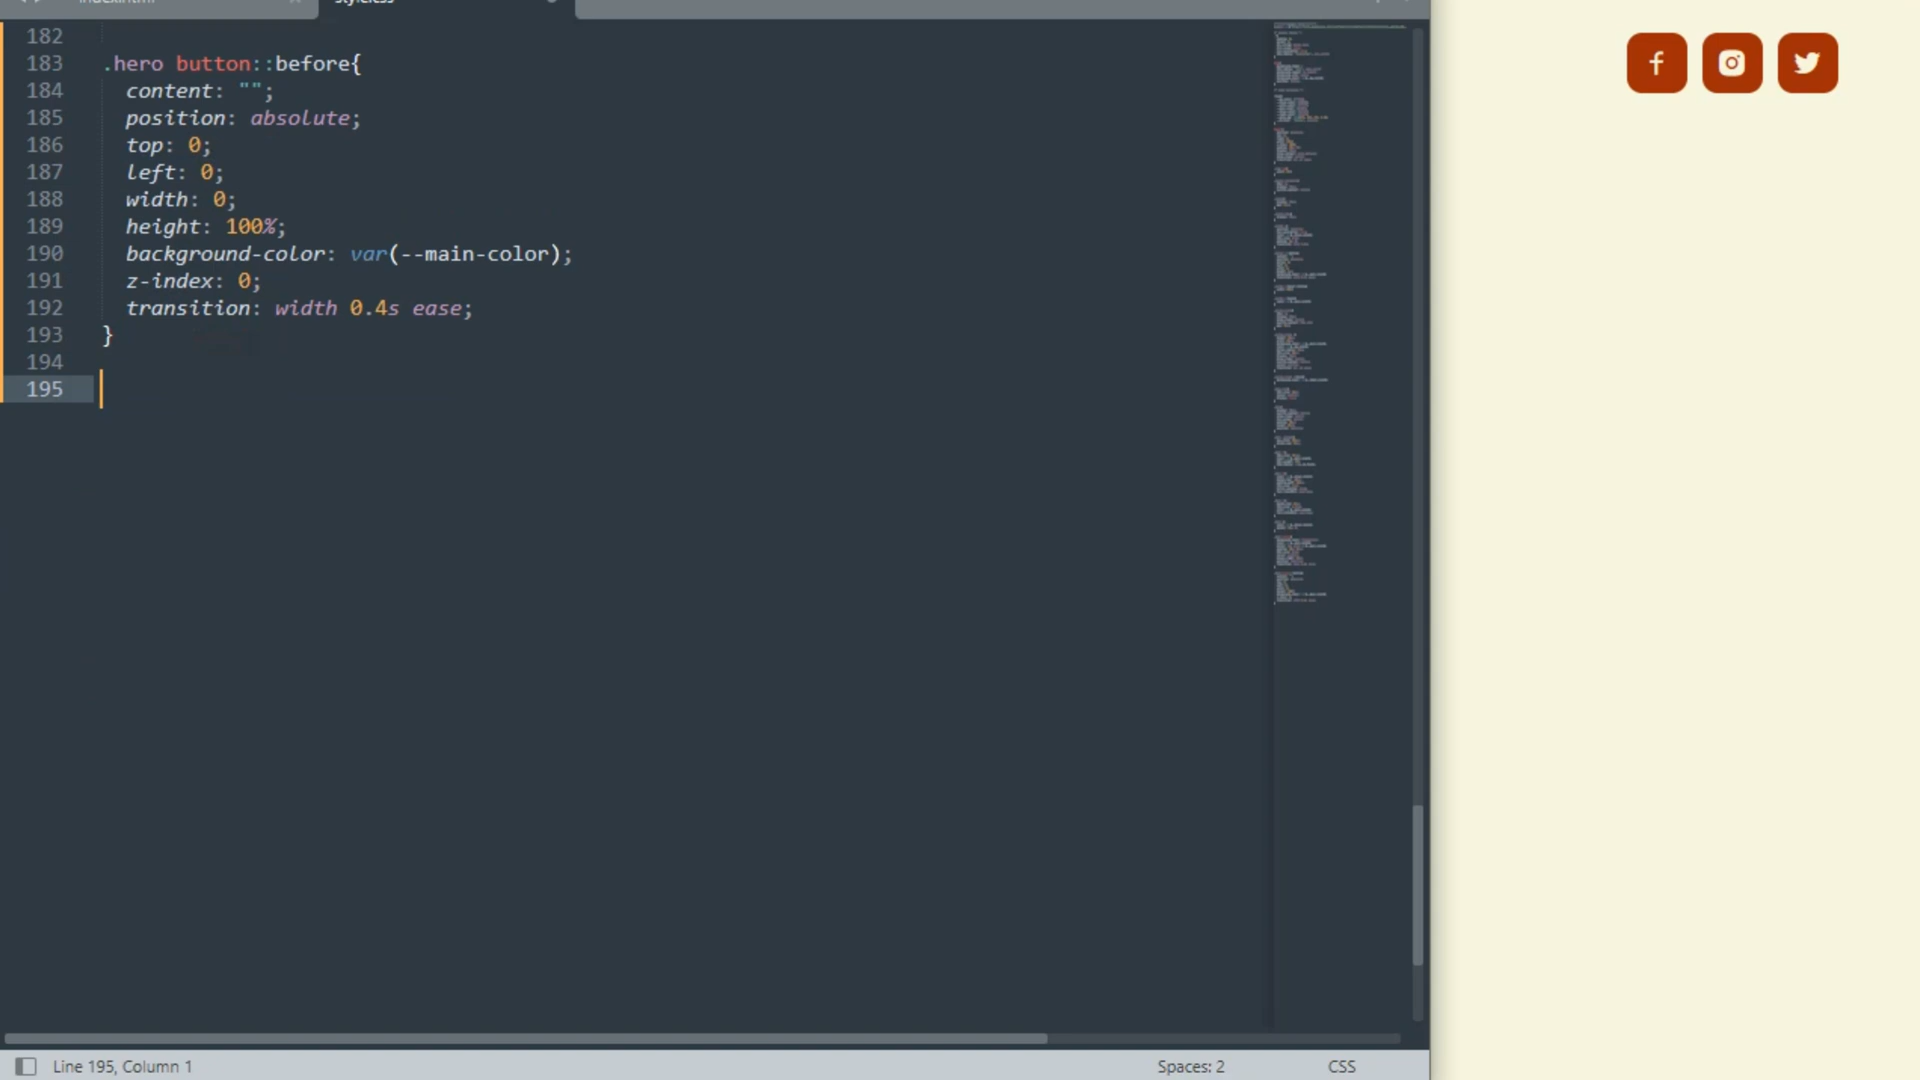 style.css
182
183 .hero button::before{
184 content: "";
185 position: absolute;
186 top: 0;
187 left: 0;
188 width: 0;
189 height: 100%;
190 background-color: var(--main-color);
191 z-index: 0;
192 transition: width 0.4s ease;
193 }
194
195
Line 195, Column 1
Spaces: 2
CSS